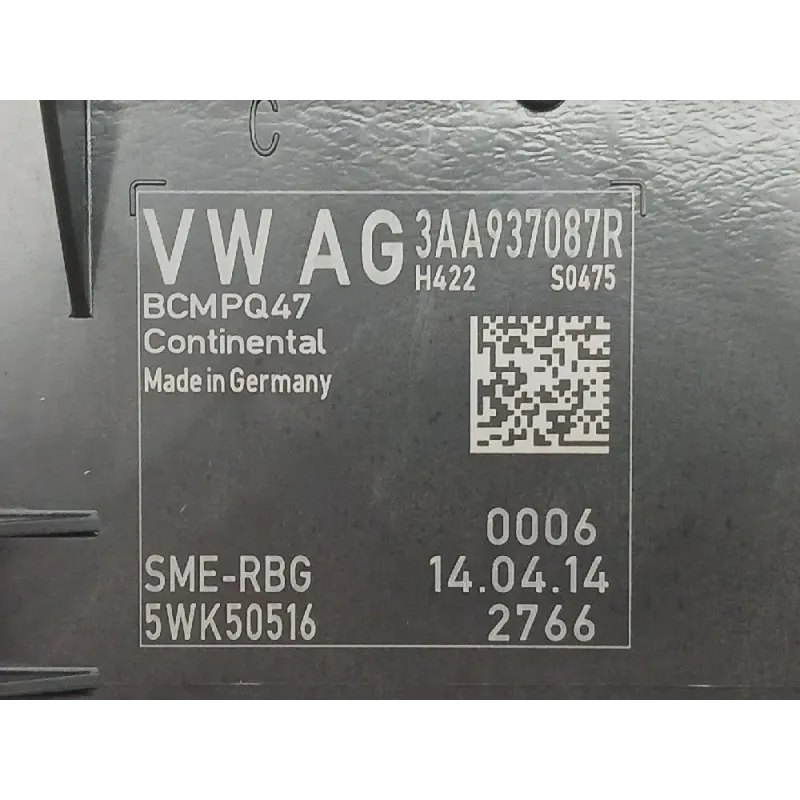 C
VW AG 3AA937087R
H422 S0475
BCMPQ47
Continental
Made in Germany
0006
SME-RBG 14.04.14
5WK50516 2766